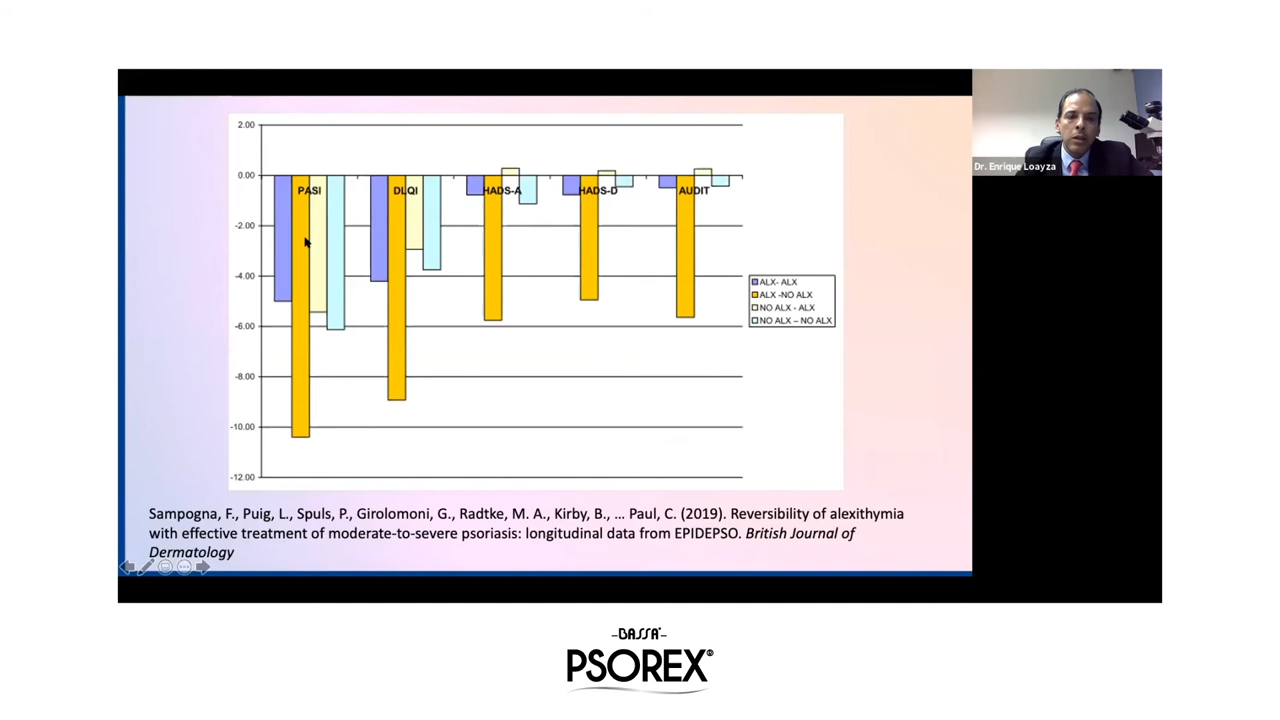 2.00
0.00
-2.00
-4.00
-6.00
-8.00
-10.00
-12.00
PASI
DLQI
HADS-A
HADS-D
AUDIT
ALX- ALX
ALX -NO ALX
NO ALX - ALX
NO ALX – NO ALX
Dr. Enrique Loayza
Sampogna, F., Puig, L., Spuls, P., Girolomoni, G., Radtke, M. A., Kirby, B., … Paul, C. (2019). Reversibility of alexithymia
with effective treatment of moderate-to-severe psoriasis: longitudinal data from EPIDEPSO. British Journal of
Dermatology
BASSA
PSOREX®